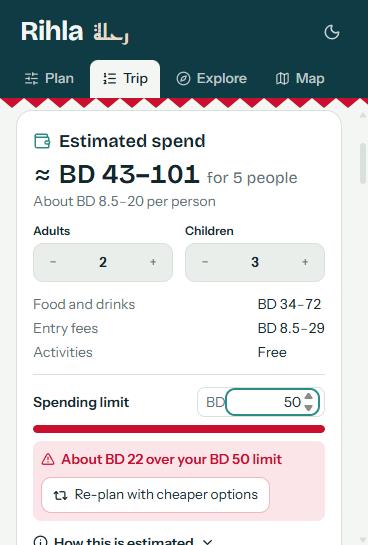 Rihla رحلة
Plan Trip Explore Map
Estimated spend
≈ BD 43–101 for 5 people
About BD 8.5–20 per person
Adults Children
− 2 + − 3 +
Food and drinks BD 34–72
Entry fees BD 8.5–29
Activities Free
Spending limit BD 50
About BD 22 over your BD 50 limit
Re-plan with cheaper options
How this is estimated